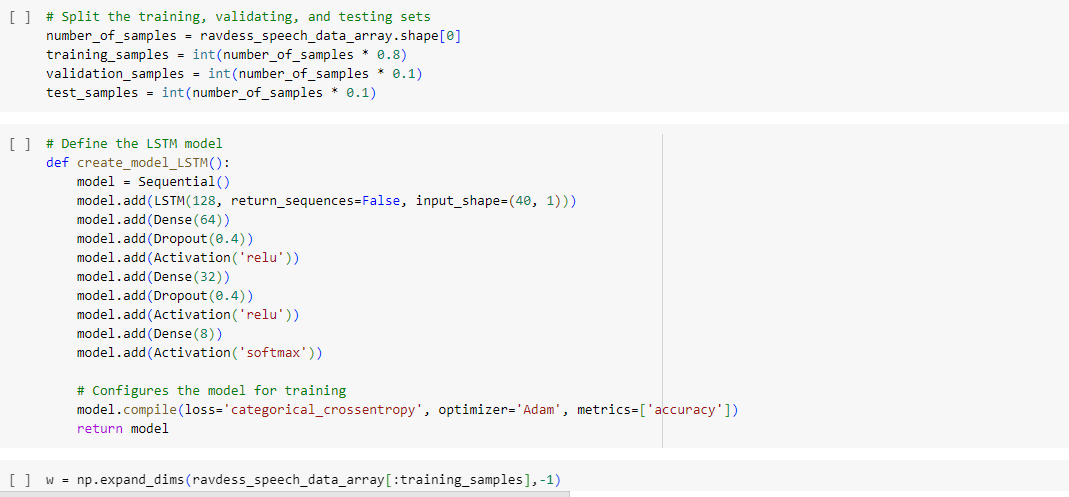 [ ] # Split the training, validating, and testing sets
number_of_samples = ravdess_speech_data_array.shape[0]
training_samples = int(number_of_samples * 0.8)
validation_samples = int(number_of_samples * 0.1)
test_samples = int(number_of_samples * 0.1)
[ ] # Define the LSTM model
def create_model_LSTM():
model = Sequential()
model.add(LSTM(128, return_sequences=False, input_shape=(40, 1)))
model.add(Dense(64))
model.add(Dropout(0.4))
model.add(Activation('relu'))
model.add(Dense(32))
model.add(Dropout(0.4))
model.add(Activation('relu'))
model.add(Dense(8))
model.add(Activation('softmax'))
# Configures the model for training
model.compile(loss='categorical_crossentropy', optimizer='Adam', metrics=['accuracy'])
return model
[ ] w = np.expand_dims(ravdess_speech_data_array[:training_samples],-1)